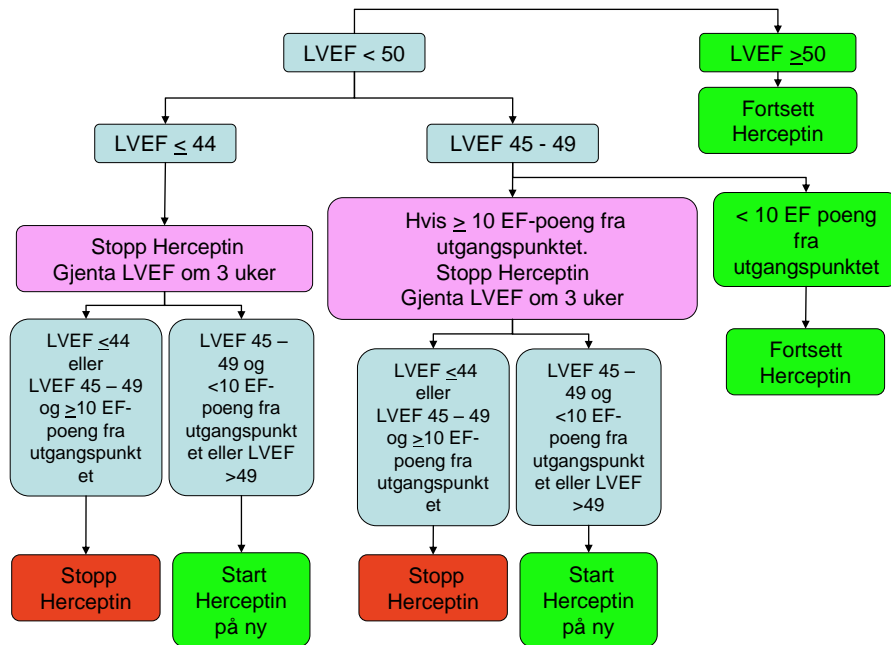 LVEF < 50
LVEF ≥50
Fortsett
Herceptin
LVEF ≤ 44
LVEF 45 - 49
Stopp Herceptin
Gjenta LVEF om 3 uker
Hvis ≥ 10 EF-poeng fra
utgangspunktet.
Stopp Herceptin
Gjenta LVEF om 3 uker
< 10 EF poeng
fra
utgangspunktet
Fortsett
Herceptin
LVEF ≤44
eller
LVEF 45 – 49
og ≥10 EF-
poeng fra
utgangspunkt
et
LVEF 45 –
49 og
<10 EF-
poeng fra
utgangspunkt
et eller LVEF
>49
LVEF ≤44
eller
LVEF 45 – 49
og ≥10 EF-
poeng fra
utgangspunkt
et
LVEF 45 –
49 og
<10 EF-
poeng fra
utgangspunkt
et eller LVEF
>49
Stopp
Herceptin
Start
Herceptin
på ny
Stopp
Herceptin
Start
Herceptin
på ny